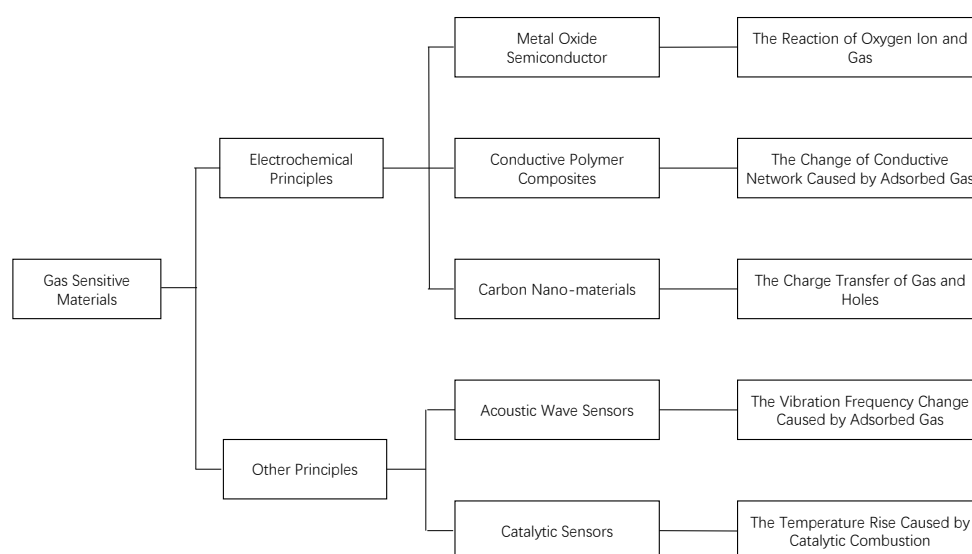 Metal Oxide
Semiconductor
The Reaction of Oxygen Ion and
Gas
Electrochemical
Principles
Conductive Polymer
Composites
The Change of Conductive
Network Caused by Adsorbed Gas
Gas Sensitive
Materials
Carbon Nano-materials
The Charge Transfer of Gas and
Holes
Acoustic Wave Sensors
The Vibration Frequency Change
Caused by Adsorbed Gas
Other Principles
Catalytic Sensors
The Temperature Rise Caused by
Catalytic Combustion